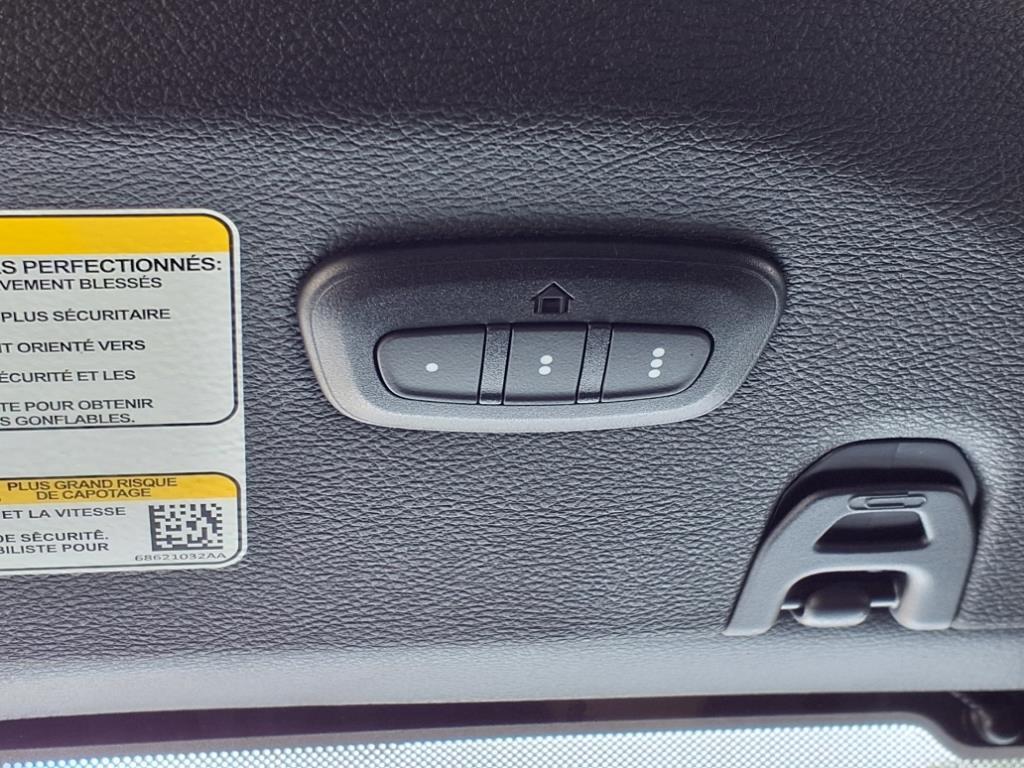 S PERFECTIONNÉS:
VEMENT BLESSÉS
PLUS SÉCURITAIRE
T ORIENTÉ VERS
ÉCURITÉ ET LES
TE POUR OBTENIR
S GONFLABLES.
PLUS GRAND RISQUE
DE CAPOTAGE
ET LA VITESSE
DE SÉCURITÉ.
BILISTE POUR
68621032AA